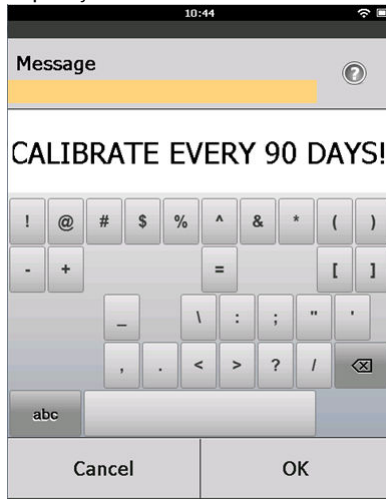 10:44
Message
?
CALIBRATE EVERY 90 DAYS!
! @ # $ % ^ & * ( )
- + = [ ]
_ \ : ; " '
, . < > ? /
abc
Cancel OK